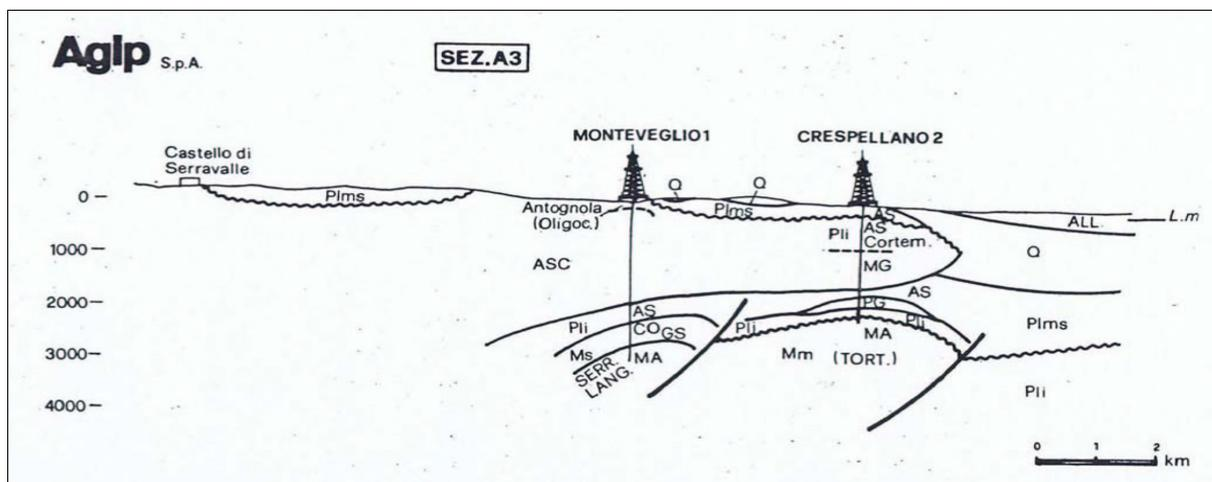 Agip S.p.A.
SEZ.A3
MONTEVEGLIO 1
CRESPELLANO 2
Castello di
Serravalle
0
Plms
Antognola
(Oligoc.)
Q
Q
Plms
AS
Pli
AS
Cortem.
ALL.
L.m
1000
ASC
MG
Q
2000
AS
AS
PG
Pli
CO GS
Pli
Pli
Plms
3000
Ms
SERR.
LANG.
MA
Mm
MA
(TORT.)
4000
Pli
0 1 2
km